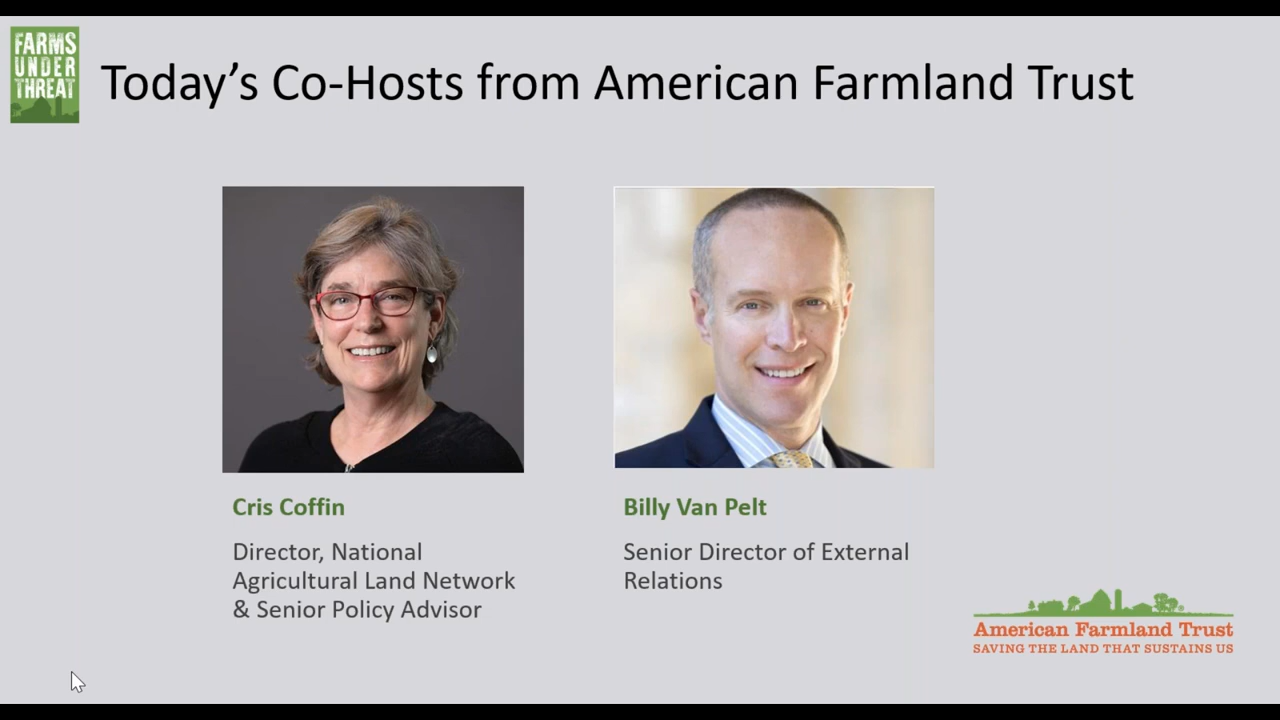 FARMS
UNDER
THREAT
Today's Co-Hosts from American Farmland Trust
Cris Coffin
Director, National
Agricultural Land Network
& Senior Policy Advisor
Billy Van Pelt
Senior Director of External
Relations
American Farmland Trust
SAVING THE LAND THAT SUSTAINS US